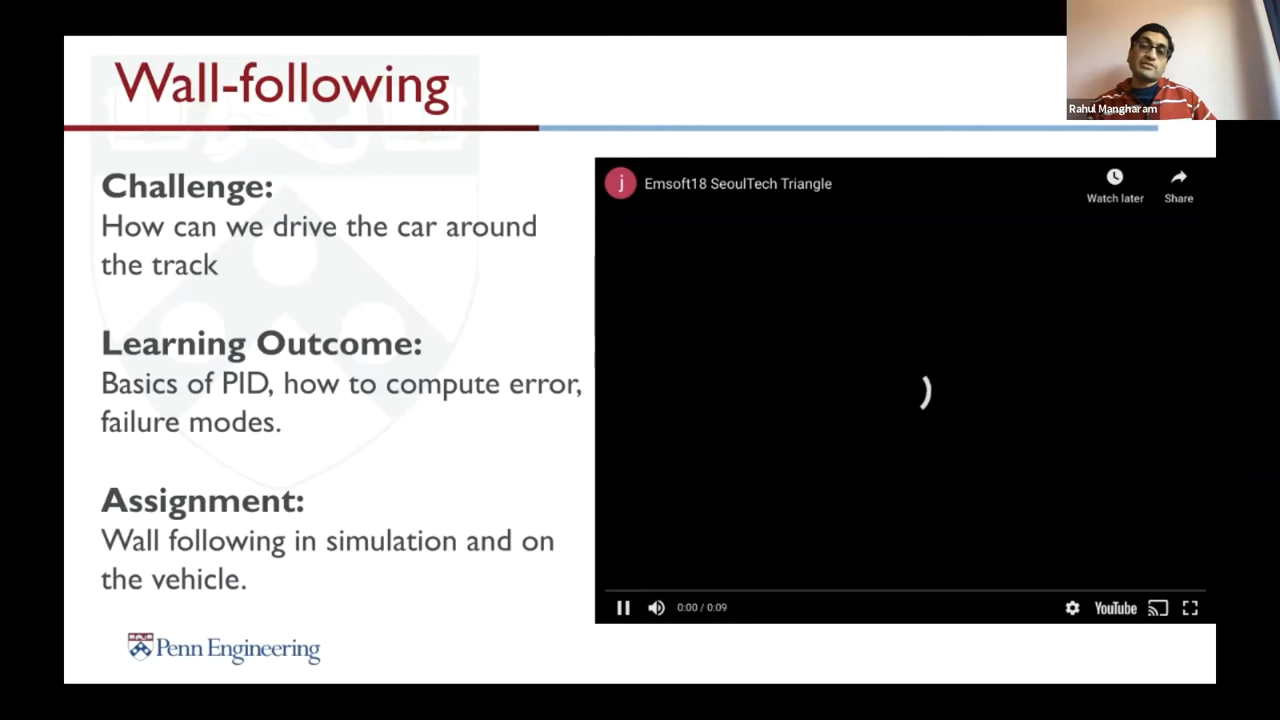 Wall-following
Rahul Mangharam
Challenge:
How can we drive the car around
the track
Learning Outcome:
Basics of PID, how to compute error,
failure modes.
Assignment:
Wall following in simulation and on
the vehicle.
Penn Engineering
j
Emsoft18 SeoulTech Triangle
Watch later
Share
0:00 / 0:09
YouTube